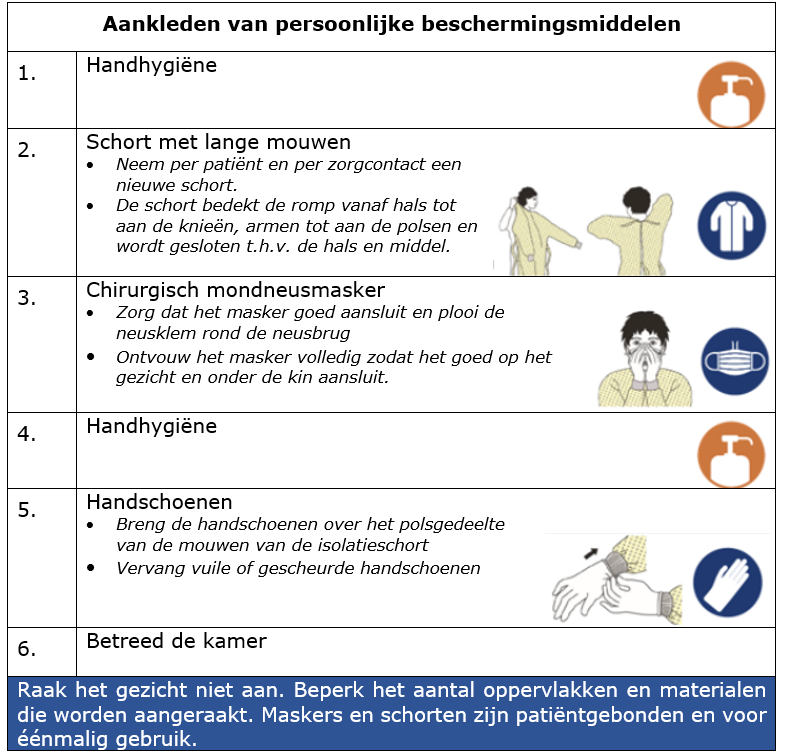 Aankleden van persoonlijke beschermingsmiddelen
1.
Handhygiëne
2.
Schort met lange mouwen
• Neem per patiënt en per zorgcontact een
nieuwe schort.
• De schort bedekt de romp vanaf hals tot
aan de knieën, armen tot aan de polsen en
wordt gesloten t.h.v. de hals en middel.
3.
Chirurgisch mondneusmasker
• Zorg dat het masker goed aansluit en plooi de
neusklem rond de neusbrug
• Ontvouw het masker volledig zodat het goed op het
gezicht en onder de kin aansluit.
4.
Handhygiëne
5.
Handschoenen
• Breng de handschoenen over het polsgedeelte
van de mouwen van de isolatieschort
• Vervang vuile of gescheurde handschoenen
6.
Betreed de kamer
Raak het gezicht niet aan. Beperk het aantal oppervlakken en materialen
die worden aangeraakt. Maskers en schorten zijn patiëntgebonden en voor
éénmalig gebruik.